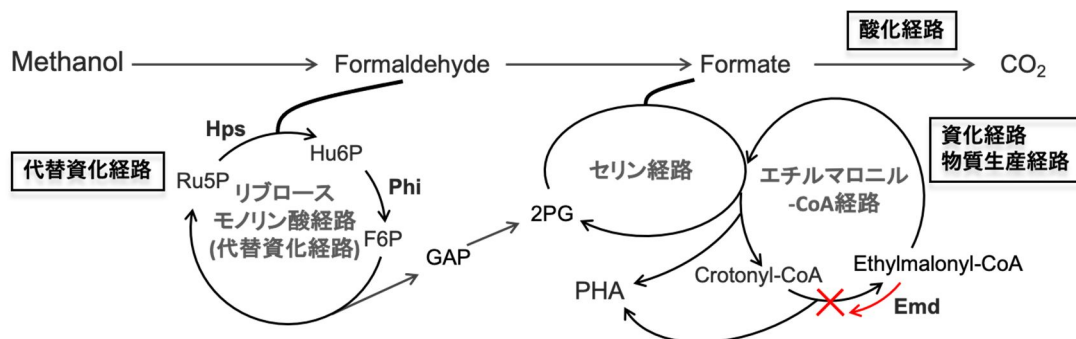 酸化経路
Methanol
Formaldehyde
Formate
CO2
Hps
Hu6P
代替資化経路
Ru5P
Phi
リブロース
モノリン酸経路
(代替資化経路)
F6P
GAP
2PG
セリン経路
エチルマロニル
-CoA経路
資化経路
物質生産経路
PHA
Crotonyl-CoA
Ethylmalonyl-CoA
Emd